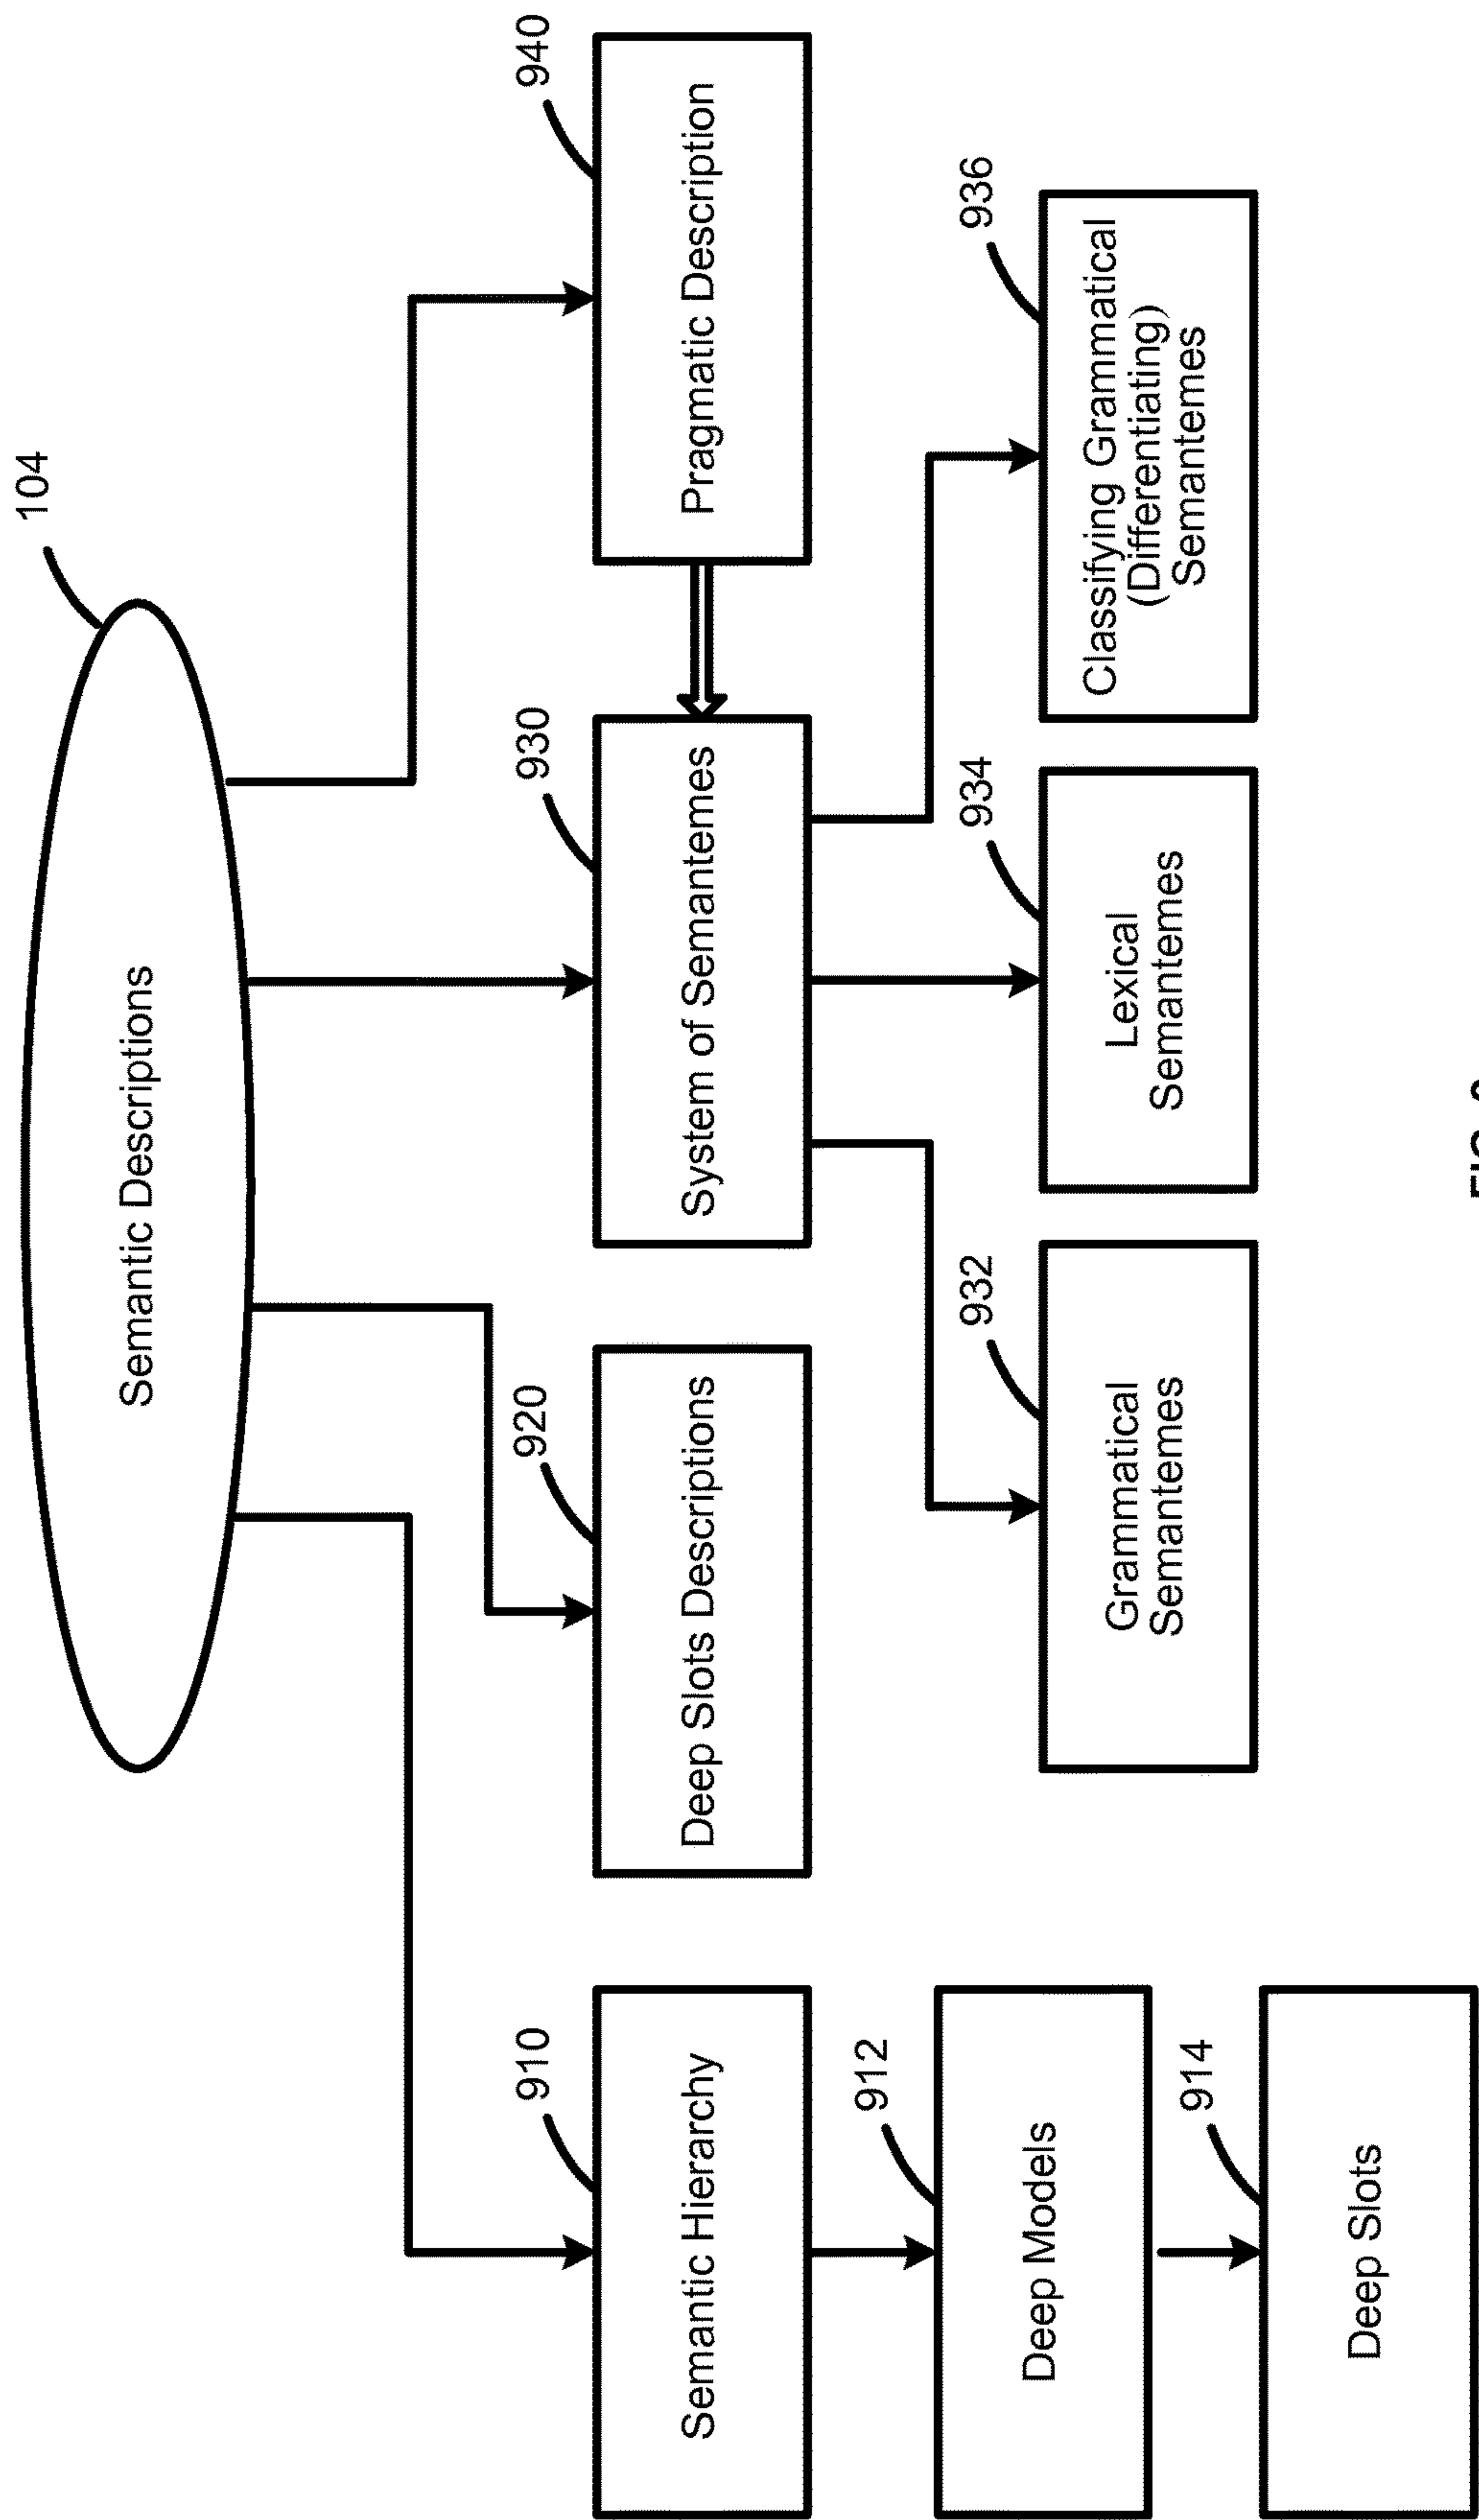 104
Semantic Descriptions
910
920
930
940
Semantic Hierarchy
Deep Slots Descriptions
System of Semantemes
Pragmatic Description
912
932
934
936
Deep Models
Grammatical
Semantemes
Lexical
Semantemes
Classifying Grammatical
(Differentiating)
Semantemes
914
Deep Slots